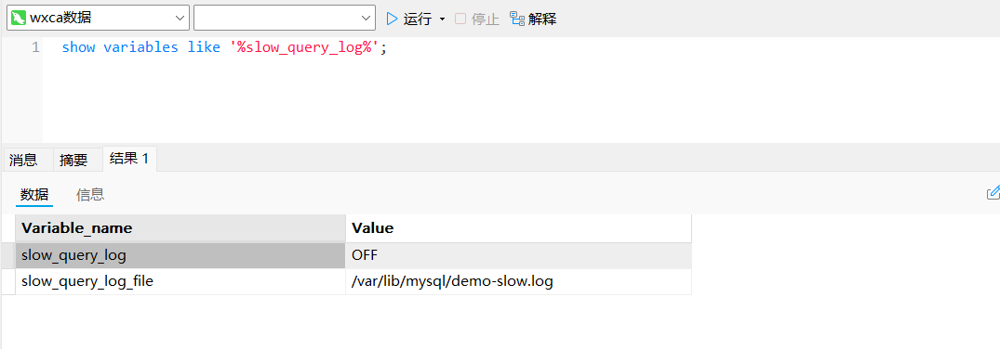 wxca数据 运行 停止 解释
1 show variables like '%slow_query_log%';
消息 摘要 结果 1
数据 信息
Variable_name Value
slow_query_log OFF
slow_query_log_file /var/lib/mysql/demo-slow.log